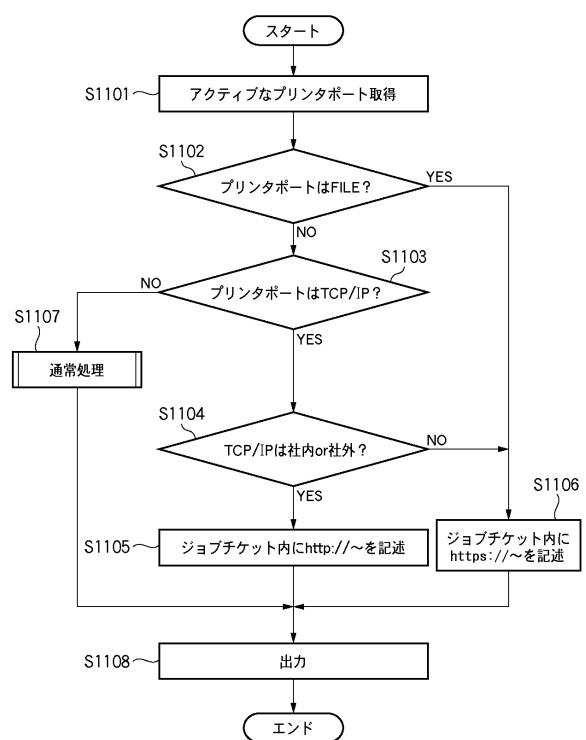 スタート
S1101
アクティブなプリンタポート取得
S1102
プリンタポートはFILE？
YES
NO
S1103
プリンタポートはTCP/IP？
NO
YES
S1107
通常処理
S1104
TCP/IPは社内or社外？
NO
YES
S1106
ジョブチケット内に
https://～を記述
S1105
ジョブチケット内にhttp://～を記述
S1108
出力
エンド